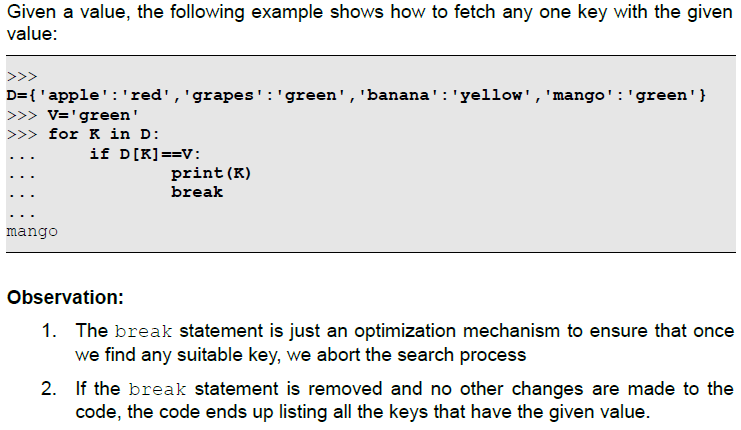 Given a value, the following example shows how to fetch any one key with the given
value:
>>>
D={'apple':'red','grapes':'green','banana':'yellow','mango':'green'}
>>> V='green'
>>> for K in D:
...     if D[K]==V:
...             print(K)
...             break
...
mango
Observation:
1. The break statement is just an optimization mechanism to ensure that once
we find any suitable key, we abort the search process
2. If the break statement is removed and no other changes are made to the
code, the code ends up listing all the keys that have the given value.